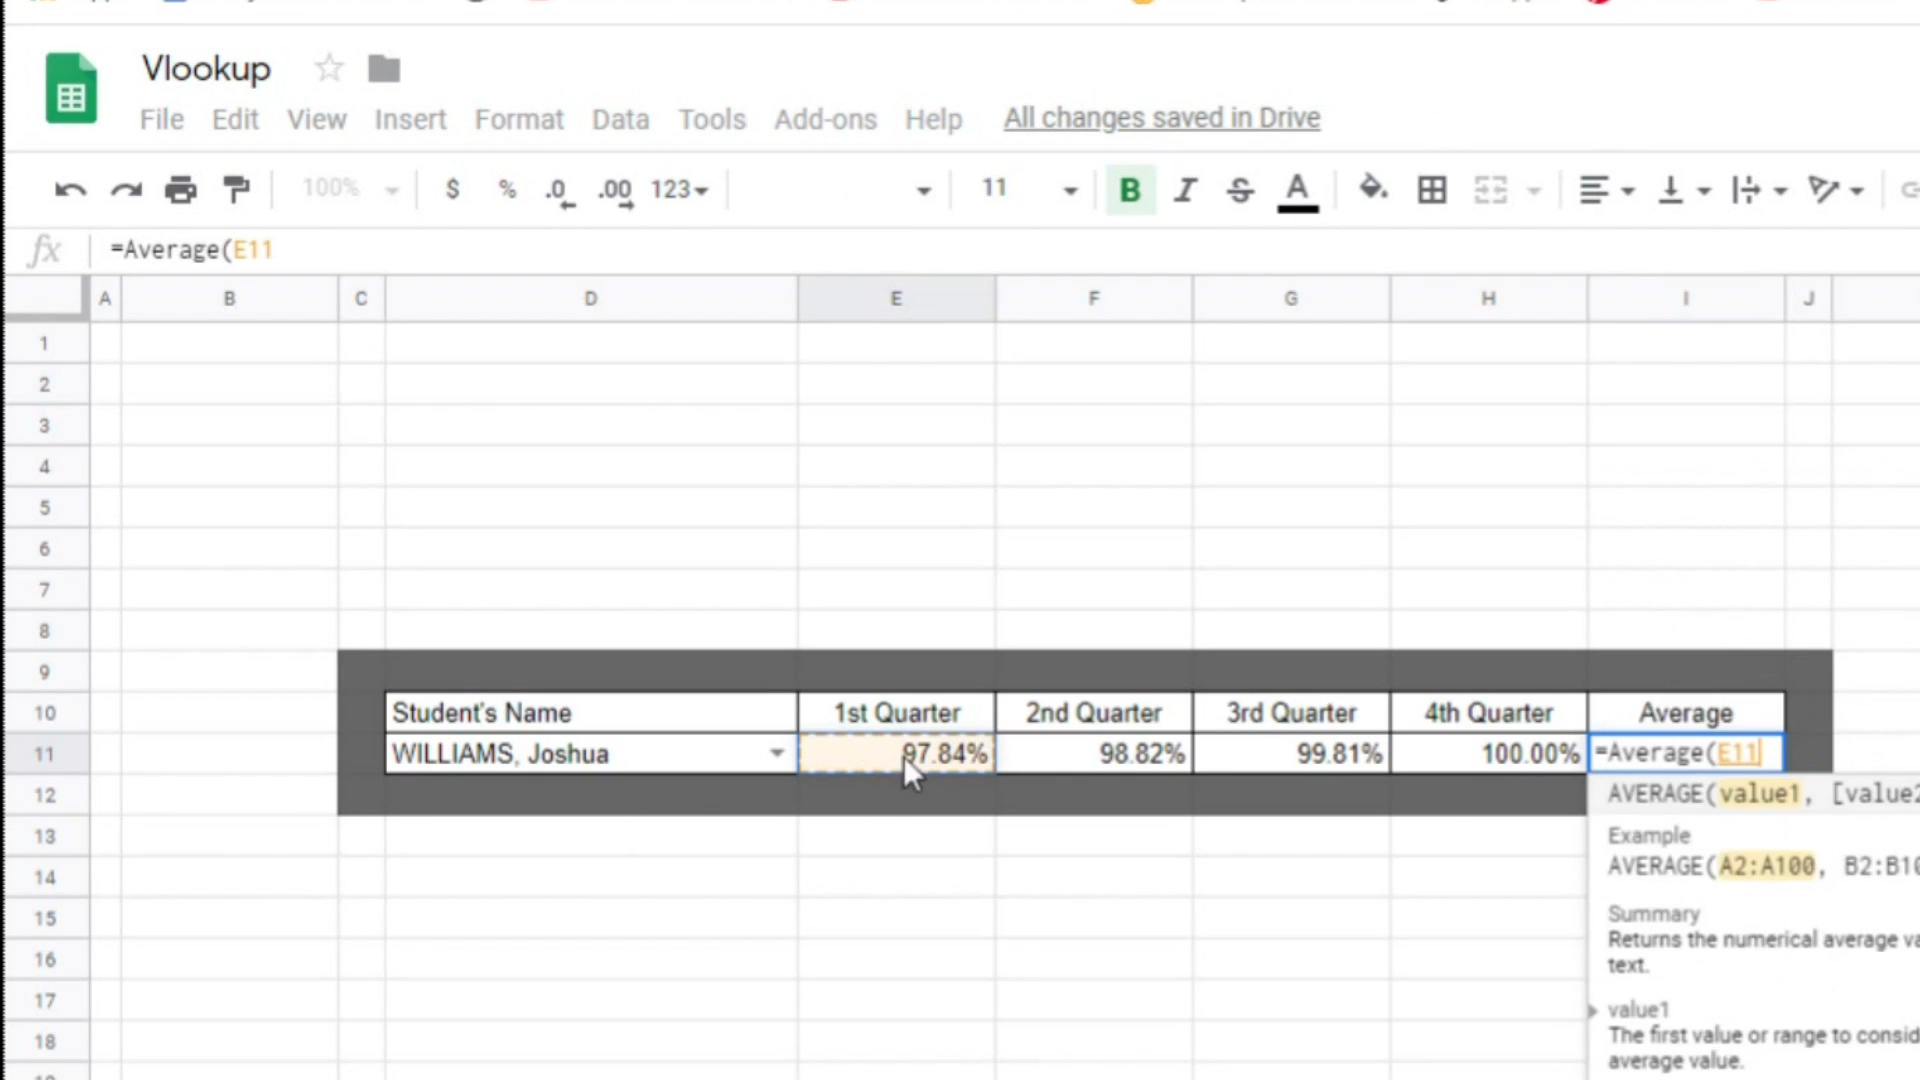 Vlookup
File Edit View Insert Format Data Tools Add-ons Help All changes saved in Drive
100% $ % .0 .00 123 11 B I S A
fx =Average(E11
A B C D E F G H I J
1
2
3
4
5
6
7
8
9
10 Student's Name 1st Quarter 2nd Quarter 3rd Quarter 4th Quarter Average
11 WILLIAMS, Joshua 97.84% 98.82% 99.81% 100.00% =Average(E11
12 AVERAGE(value1, [value2
13 Example
14 AVERAGE(A2:A100, B2:B10
15 Summary
16 Returns the numerical average va
text.
17 value1
18 The first value or range to consid
average value.